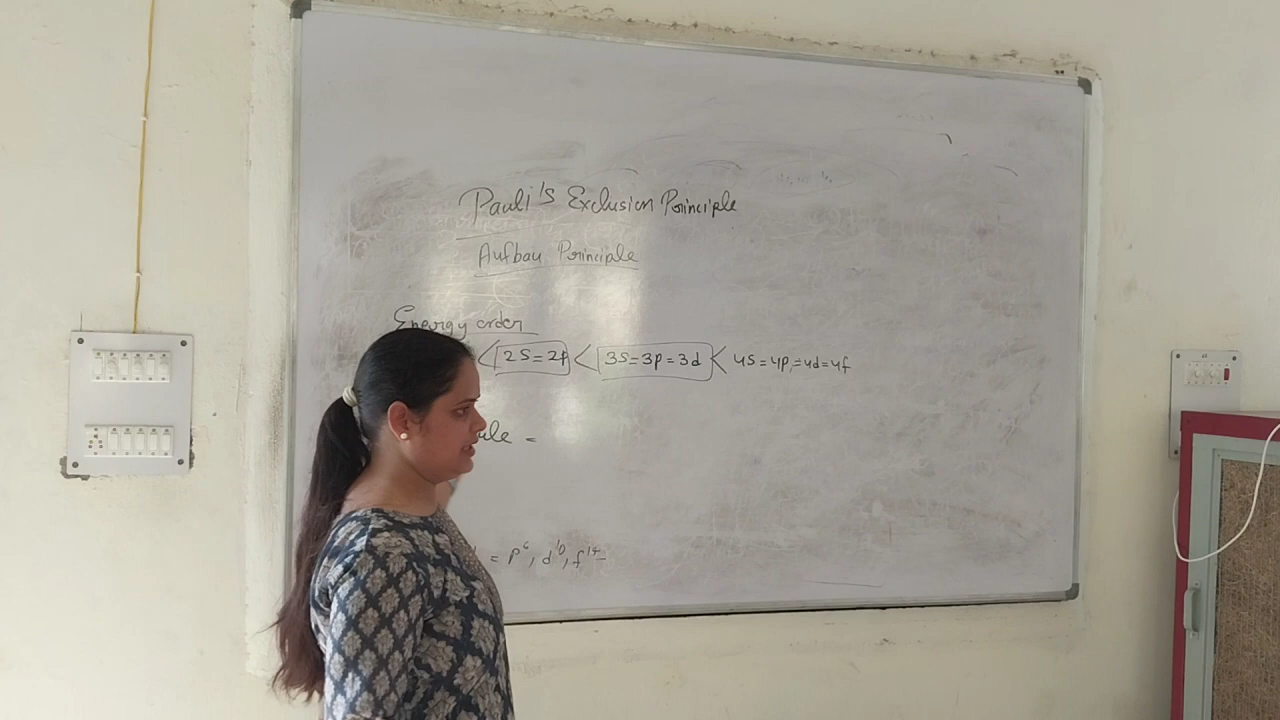 Pauli's Exclusion Principle
Aufbau Principle
Energy order
< 2s = 2p < 3s = 3p = 3d < 4s = 4p = 4d = 4f
= p⁶, d¹⁰, f¹⁴